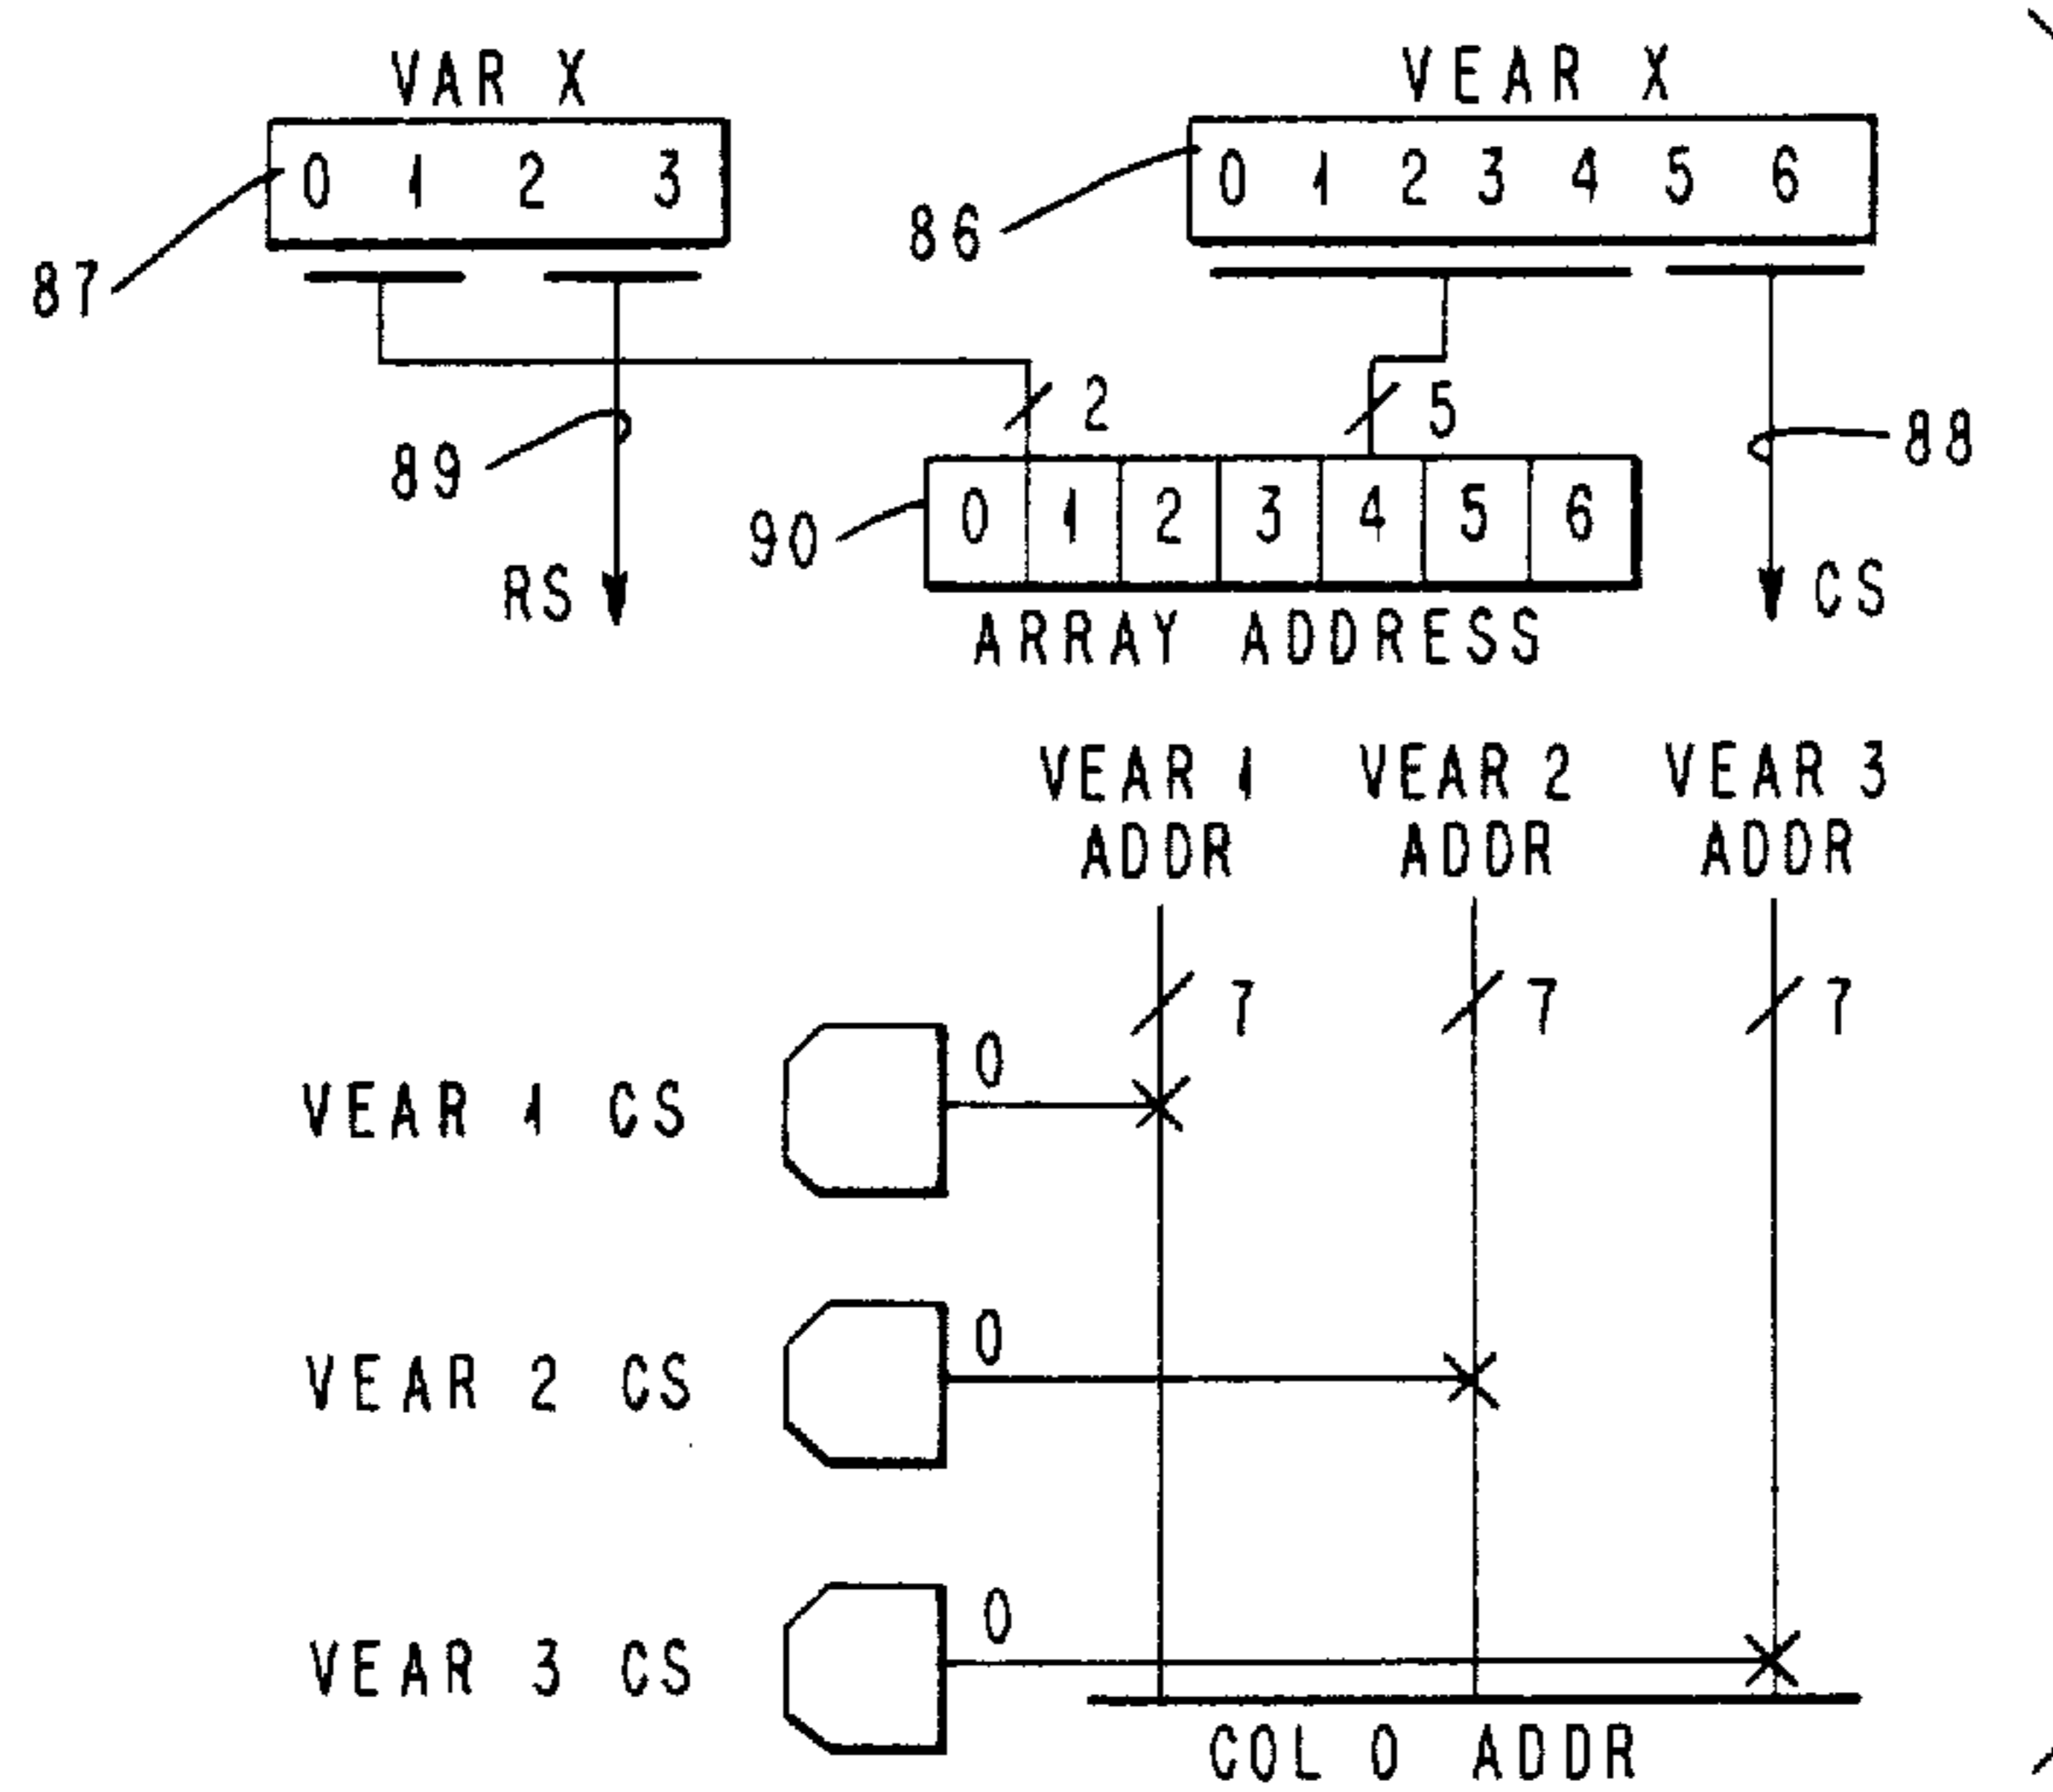 VAR X
VEAR X
0 1 2 3
0 1 2 3 4 5 6
87
86
2
5
89
88
90
0 1 2 3 4 5 6
RS
CS
ARRAY ADDRESS
VEAR 1 ADDR
VEAR 2 ADDR
VEAR 3 ADDR
7
7
7
VEAR 1 CS
0
VEAR 2 CS
0
VEAR 3 CS
0
COL 0 ADDR